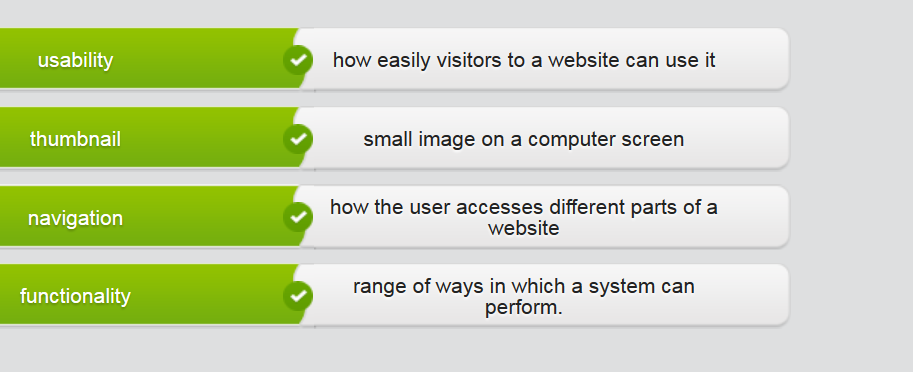 usability
how easily visitors to a website can use it
thumbnail
small image on a computer screen
navigation
how the user accesses different parts of a
website
functionality
range of ways in which a system can
perform.